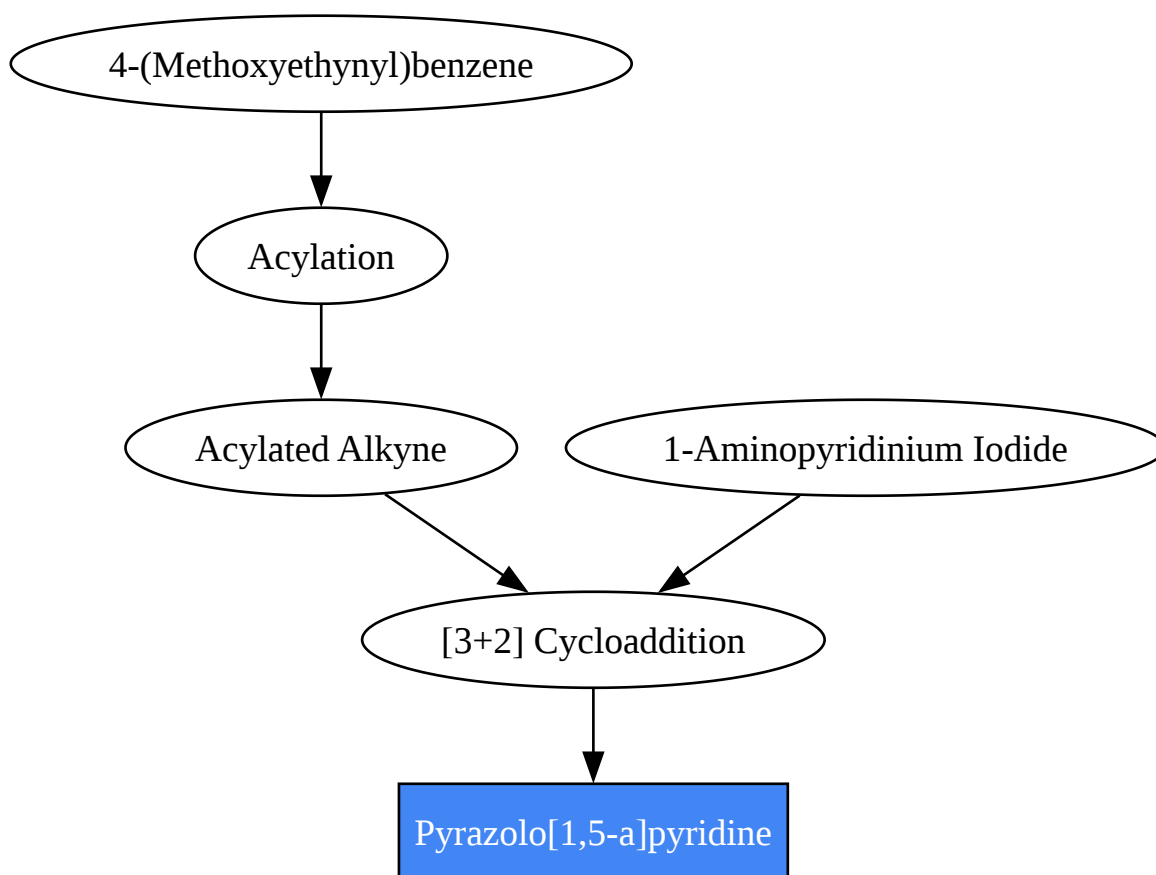 4-(Methoxyethynyl)benzene
Acylation
Acylated Alkyne
1-Aminopyridinium Iodide
[3+2] Cycloaddition
Pyrazolo[1,5-a]pyridine